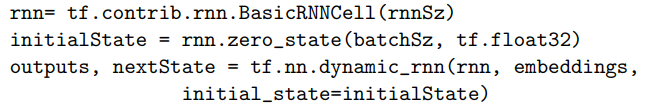 rnn= tf.contrib.rnn.BasicRNNCell(rnnSz)
initialState = rnn.zero_state(batchSz, tf.float32)
outputs, nextState = tf.nn.dynamic_rnn(rnn, embeddings,
initial_state=initialState)